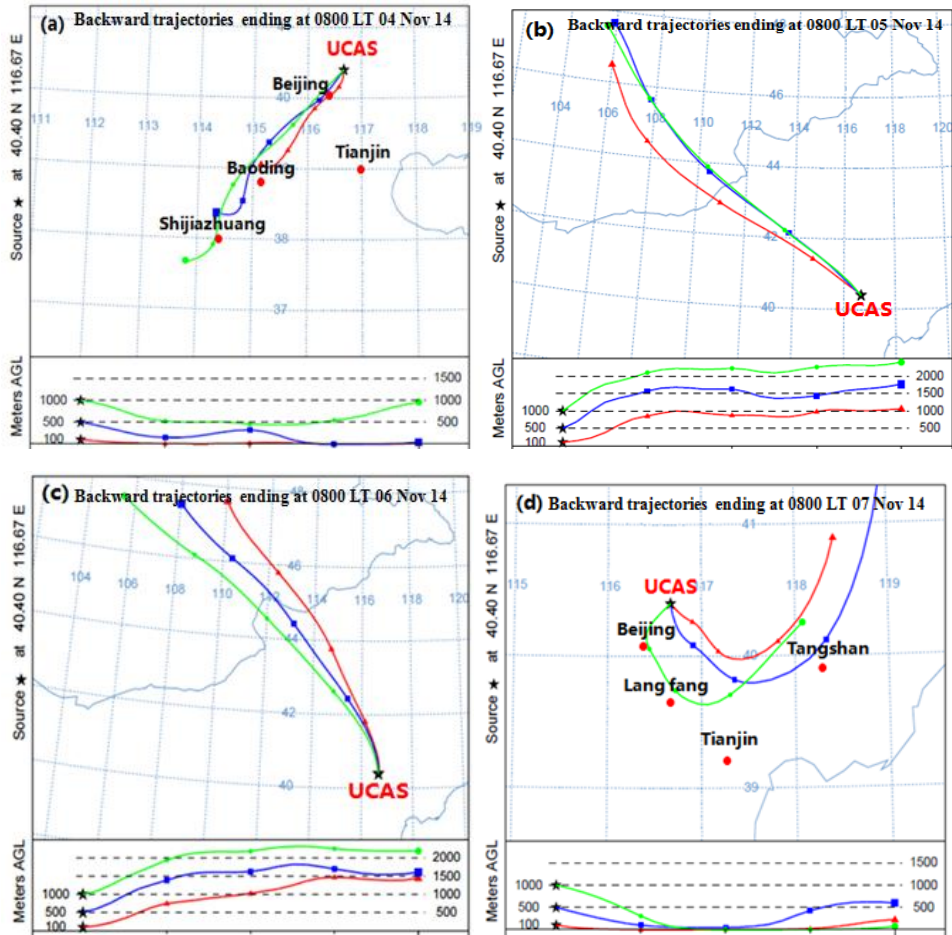 (a) Backward trajectories ending at 0800 LT 04 Nov 14
Source ★ at 40.40 N 116.67 E
UCAS
Beijing
40
111 112 113 114 115 116 117 118 119
Baoding
Tianjin
Shijiazhuang
38
37
Meters AGL
1500
1000 1000
500 500
100
(b) Backward trajectories ending at 0800 LT 05 Nov 14
Source ★ at 40.40 N 116.67 E
48
104 106 108 110 112 114 116 118 120
46
44
42
40
UCAS
Meters AGL
2000
1500
1000 1000
500 500
100
(c) Backward trajectories ending at 0800 LT 06 Nov 14
Source ★ at 40.40 N 116.67 E
48
46
104 106 108 110 112 114 116 118 120
44
42
40
UCAS
Meters AGL
2000
1500
1000 1000
500 500
100
(d) Backward trajectories ending at 0800 LT 07 Nov 14
Source ★ at 40.40 N 116.67 E
41
115 116 117 118 119
UCAS
Beijing
40
Tangshan
Lang fang
Tianjin
39
Meters AGL
1500
1000 1000
500 500
100